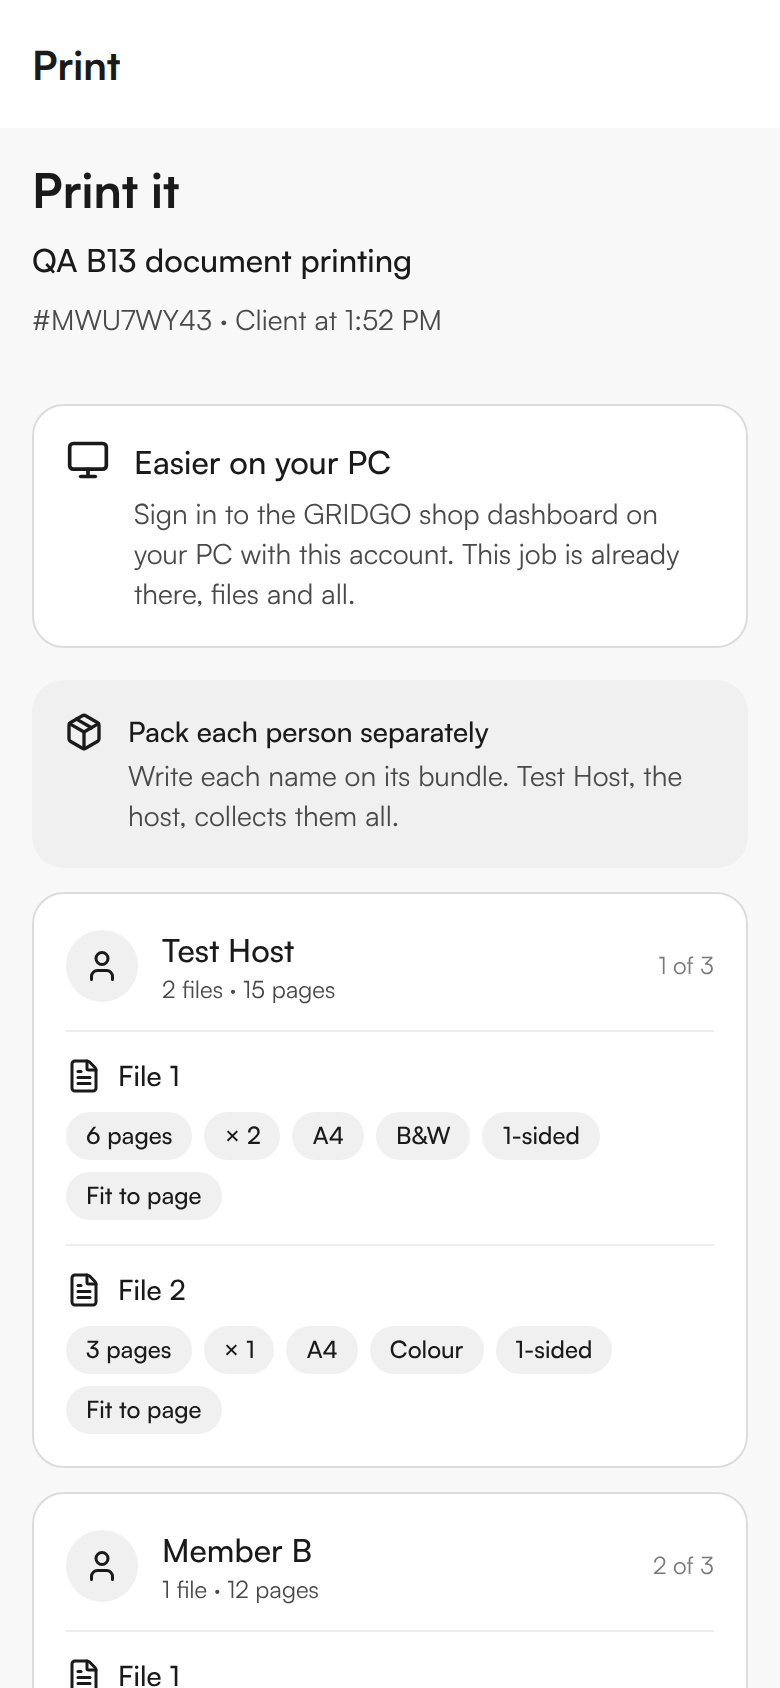 Print
Print it
QA B13 document printing
#MWU7WY43 · Client at 1:52 PM
Easier on your PC
Sign in to the GRIDGO shop dashboard on
your PC with this account. This job is already
there, files and all.
Pack each person separately
Write each name on its bundle. Test Host, the
host, collects them all.
Test Host
1 of 3
2 files · 15 pages
File 1
6 pages × 2 A4 B&W 1-sided
Fit to page
File 2
3 pages × 1 A4 Colour 1-sided
Fit to page
Member B
2 of 3
1 file · 12 pages
File 1